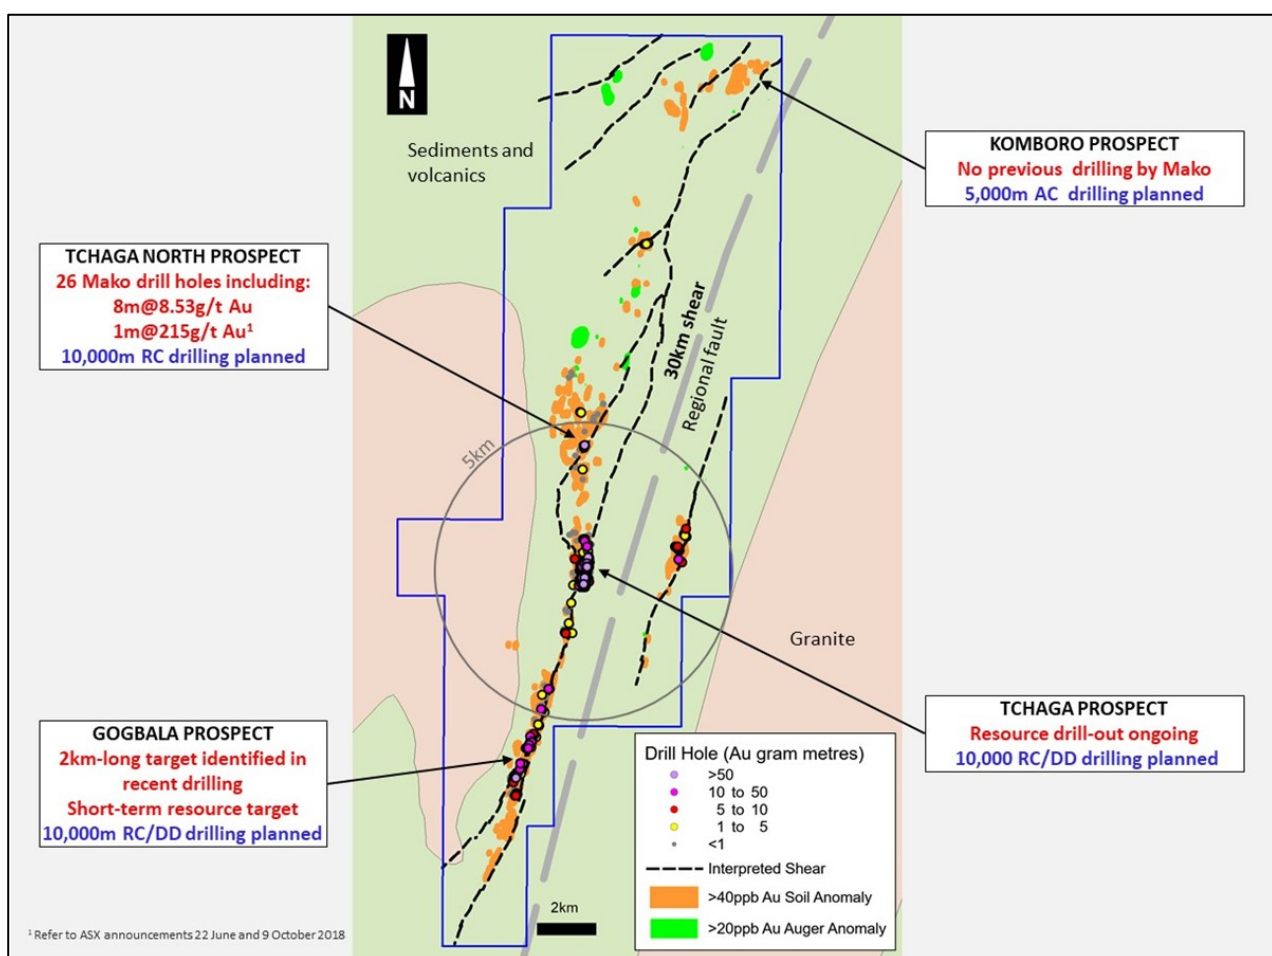 N
Sediments and
volcanics
KOMBORO PROSPECT
No previous drilling by Mako
5,000m AC drilling planned
TCHAGA NORTH PROSPECT
26 Mako drill holes including:
8m@8.53g/t Au
1m@215g/t Au¹
10,000m RC drilling planned
30km shear
Regional fault
5km
Granite
GOGBALA PROSPECT
2km-long target identified in
recent drilling
Short-term resource target
10,000m RC/DD drilling planned
TCHAGA PROSPECT
Resource drill-out ongoing
10,000 RC/DD drilling planned
Drill Hole (Au gram metres)
>50
10 to 50
5 to 10
1 to 5
<1
Interpreted Shear
>40ppb Au Soil Anomaly
>20ppb Au Auger Anomaly
2km
¹ Refer to ASX announcements 22 June and 9 October 2018